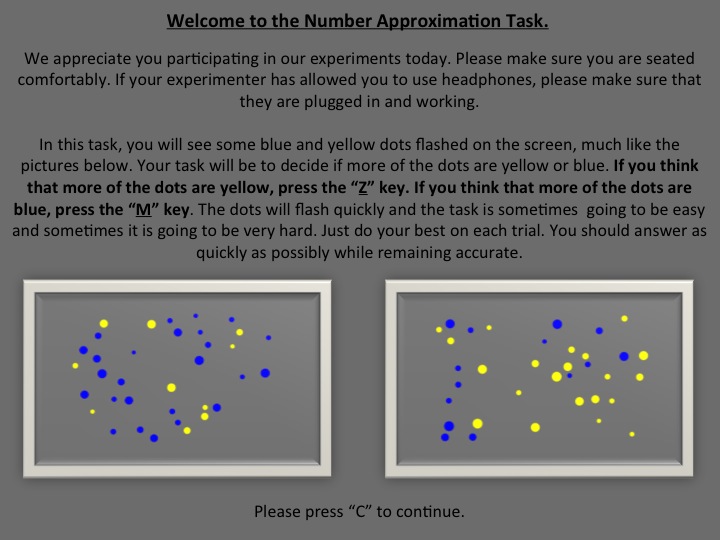 Welcome to the Number Approximation Task.
We appreciate you participating in our experiments today. Please make sure you are seated
comfortably. If your experimenter has allowed you to use headphones, please make sure that
they are plugged in and working.
In this task, you will see some blue and yellow dots flashed on the screen, much like the
pictures below. Your task will be to decide if more of the dots are yellow or blue. If you think
that more of the dots are yellow, press the “Z” key. If you think that more of the dots are
blue, press the “M” key. The dots will flash quickly and the task is sometimes  going to be easy
and sometimes it is going to be very hard. Just do your best on each trial. You should answer as
quickly as possibly while remaining accurate.
Please press “C” to continue.